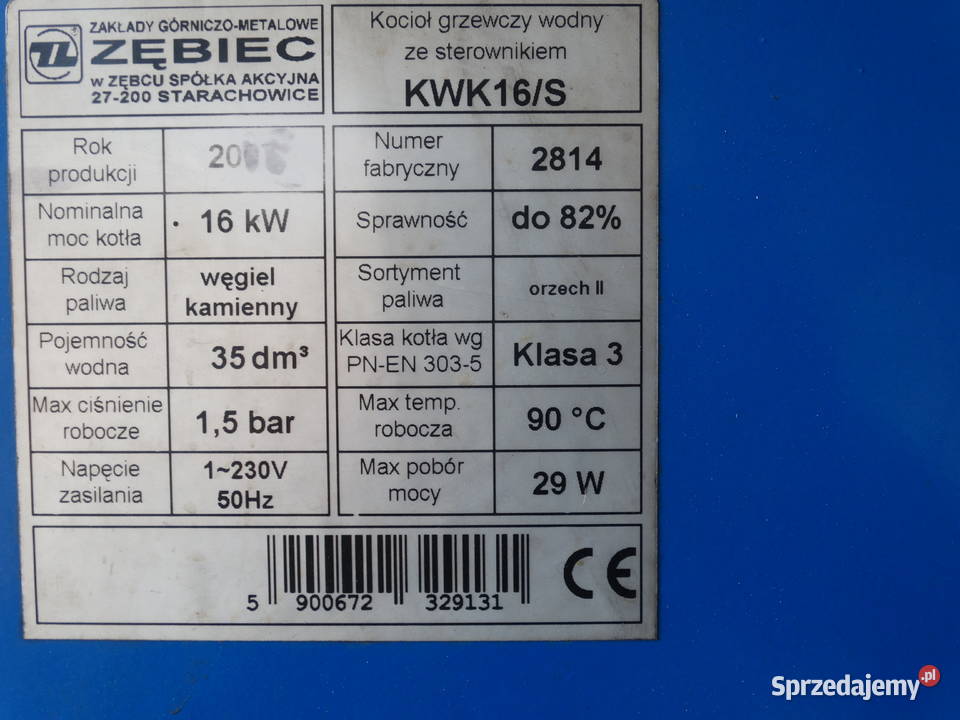 ZAKŁADY GÓRNICZO-METALOWE
ZĘBIEC
w ZĘBCU SPÓŁKA AKCYJNA
27-200 STARACHOWICE
Kocioł grzewczy wodny
ze sterownikiem
KWK16/S
Rok
produkcji
Numer
fabryczny
2814
Nominalna
moc kotła
16 kW
Sprawność
do 82%
Rodzaj
paliwa
węgiel
kamienny
Sortyment
paliwa
orzech II
Pojemność
wodna
35 dm³
Klasa kotła wg
PN-EN 303-5
Klasa 3
Max ciśnienie
robocze
1,5 bar
Max temp.
robocza
90 °C
Napęcie
zasilania
1~230V
50Hz
Max pobór
mocy
29 W
5 900672 329131
CE
Sprzedajemy.pl